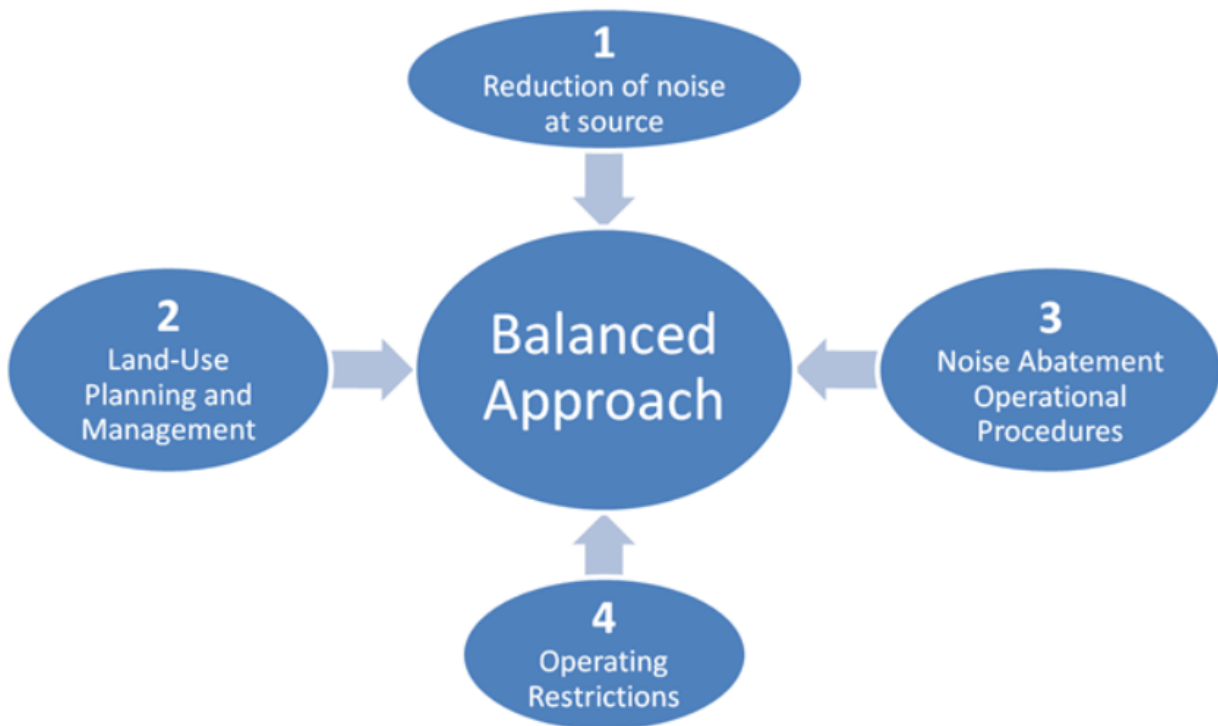 1
Reduction of noise
at source
2
Land-Use
Planning and
Management
Balanced
Approach
3
Noise Abatement
Operational
Procedures
4
Operating
Restrictions